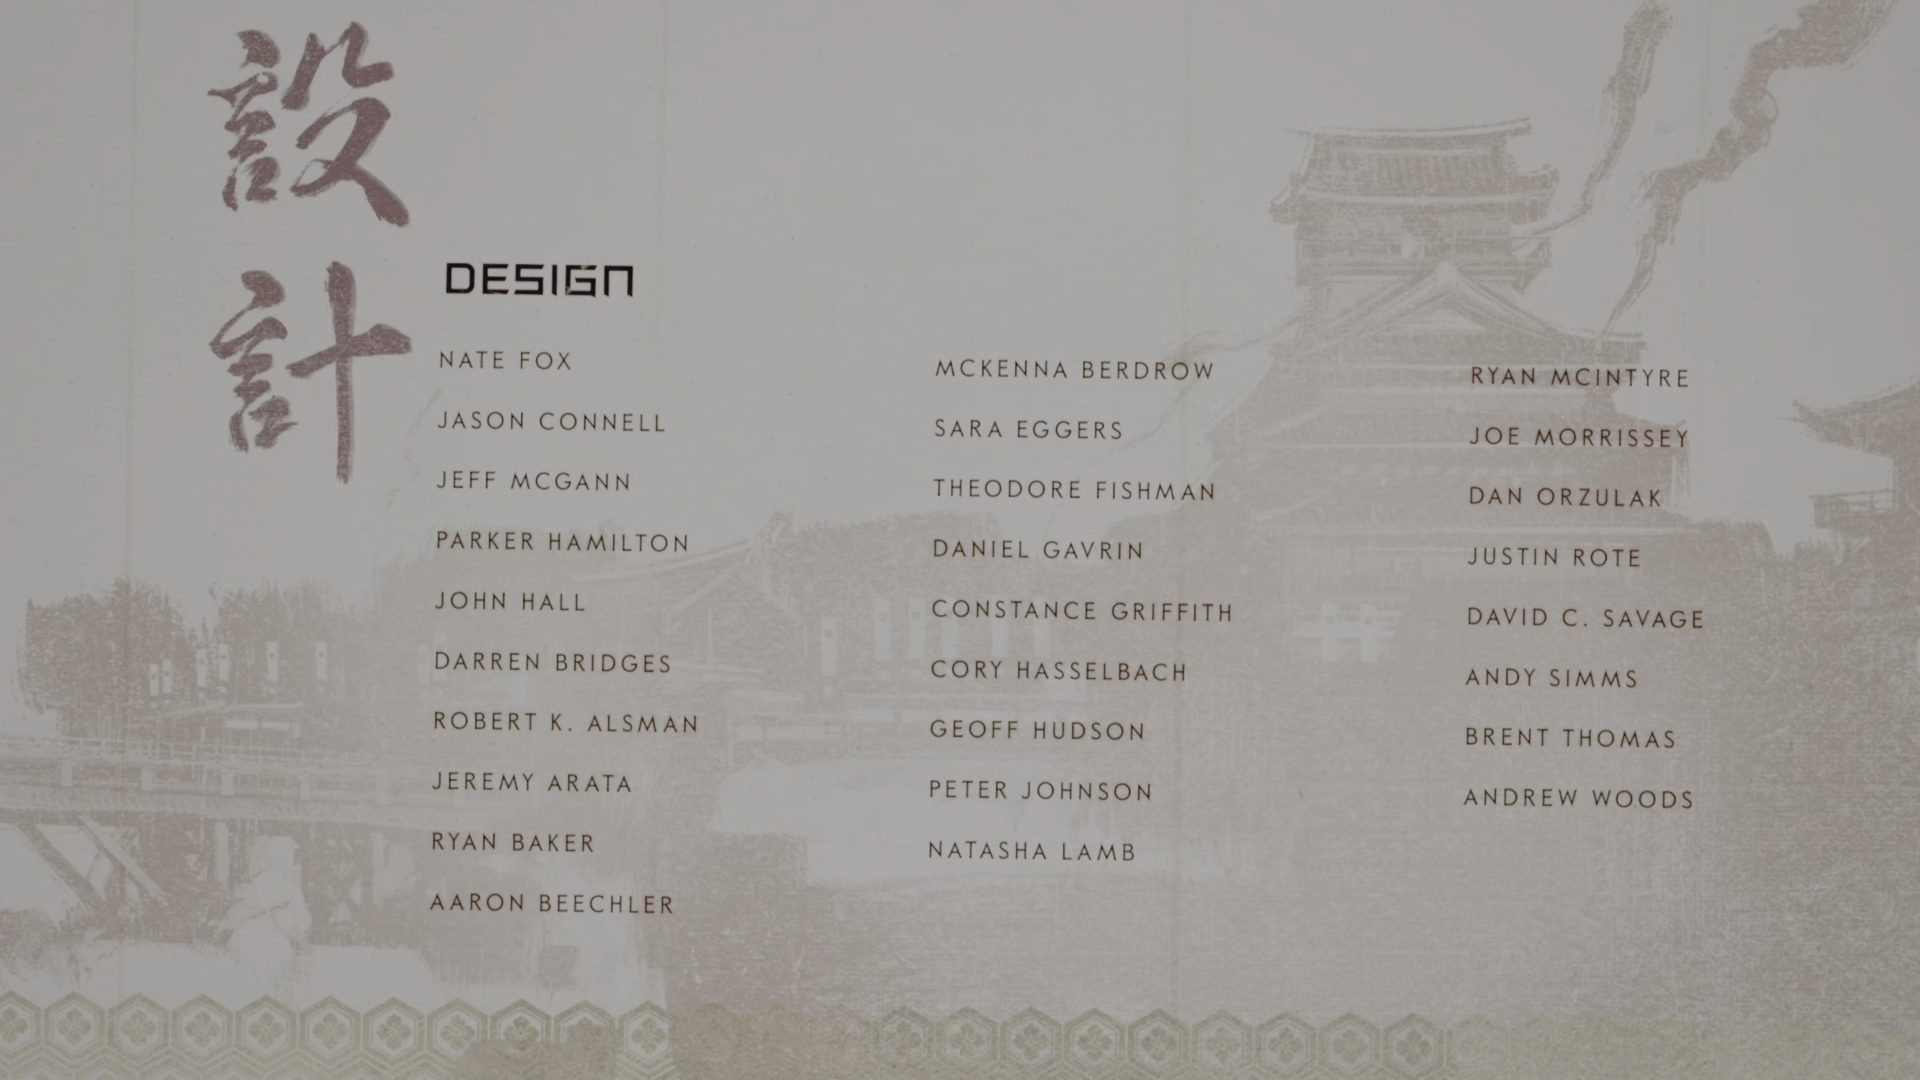 設計
DESIGN
NATE FOX
JASON CONNELL
JEFF MCGANN
PARKER HAMILTON
JOHN HALL
DARREN BRIDGES
ROBERT K. ALSMAN
JEREMY ARATA
RYAN BAKER
AARON BEECHLER
MCKENNA BERDROW
SARA EGGERS
THEODORE FISHMAN
DANIEL GAVRIN
CONSTANCE GRIFFITH
CORY HASSELBACH
GEOFF HUDSON
PETER JOHNSON
NATASHA LAMB
RYAN MCINTYRE
JOE MORRISSEY
DAN ORZULAK
JUSTIN ROTE
DAVID C. SAVAGE
ANDY SIMMS
BRENT THOMAS
ANDREW WOODS